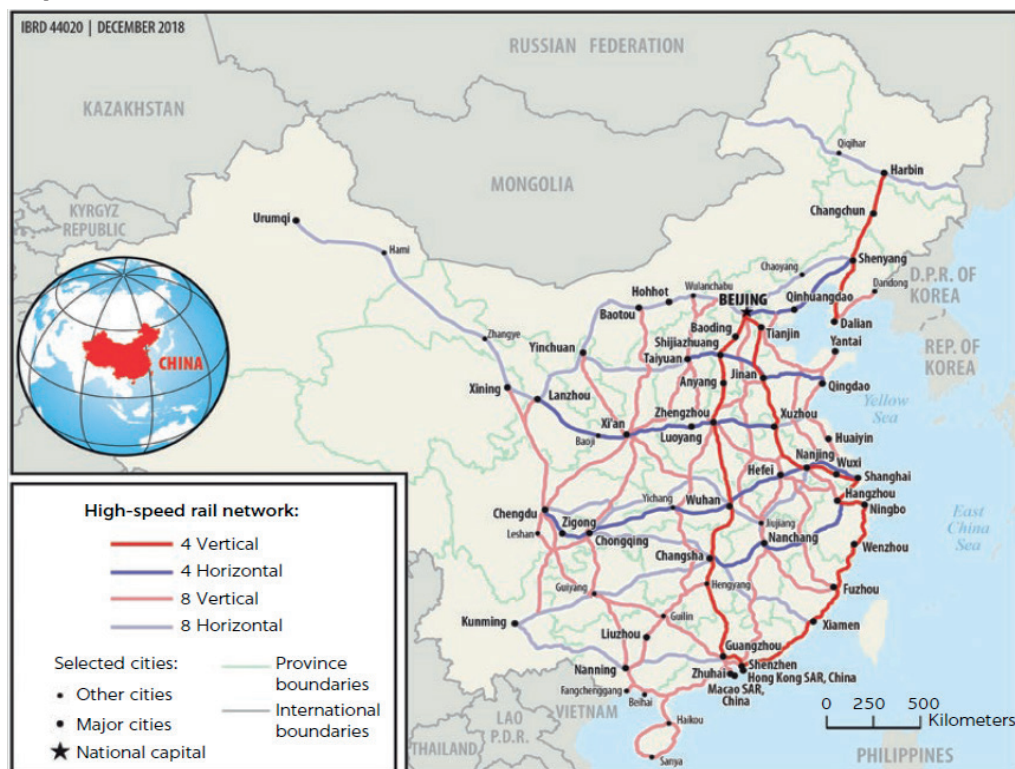 IBRD 44020 | DECEMBER 2018
RUSSIAN FEDERATION
KAZAKHSTAN
MONGOLIA
KYRGYZ
REPUBLIC
Qiqihar
Harbin
Changchun
Urumqi
Hami
Shenyang
Chaoyang
D.P.R. OF
KOREA
Dandong
Hohhot
Wulanchabu
BEIJING
Qinhuangdao
Baotou
Dalian
Baoding
Tianjin
Shijiazhuang
Yantai
REP. OF
KOREA
Zhangye
Yinchuan
Taiyuan
CHINA
Xining
Lanzhou
Anyang
Jinan
Qingdao
Yellow
Sea
Zhengzhou
Xuzhou
Xi'an
Baoji
Luoyang
Huaiyin
Nanjing
Wuxi
Hefei
Shanghai
Hangzhou
Ningbo
Chengdu
Yichang
Wuhan
East
China
Sea
Zigong
Leshan
Chongqing
Jiujiang
Nanchang
Wenzhou
Changsha
Guiyang
Hengyang
Fuzhou
Kunming
Guilin
Xiamen
Liuzhou
Guangzhou
Nanning
Shenzhen
Zhuhai
Hong Kong SAR, China
Macao SAR,
China
Fangchenggang
Beihai
VIETNAM
LAO
P.D.R.
Haikou
THAILAND
Sanya
PHILIPPINES
0 250 500
Kilometers
High-speed rail network:
4 Vertical
4 Horizontal
8 Vertical
8 Horizontal
Selected cities:
Other cities
Major cities
National capital
Province
boundaries
International
boundaries